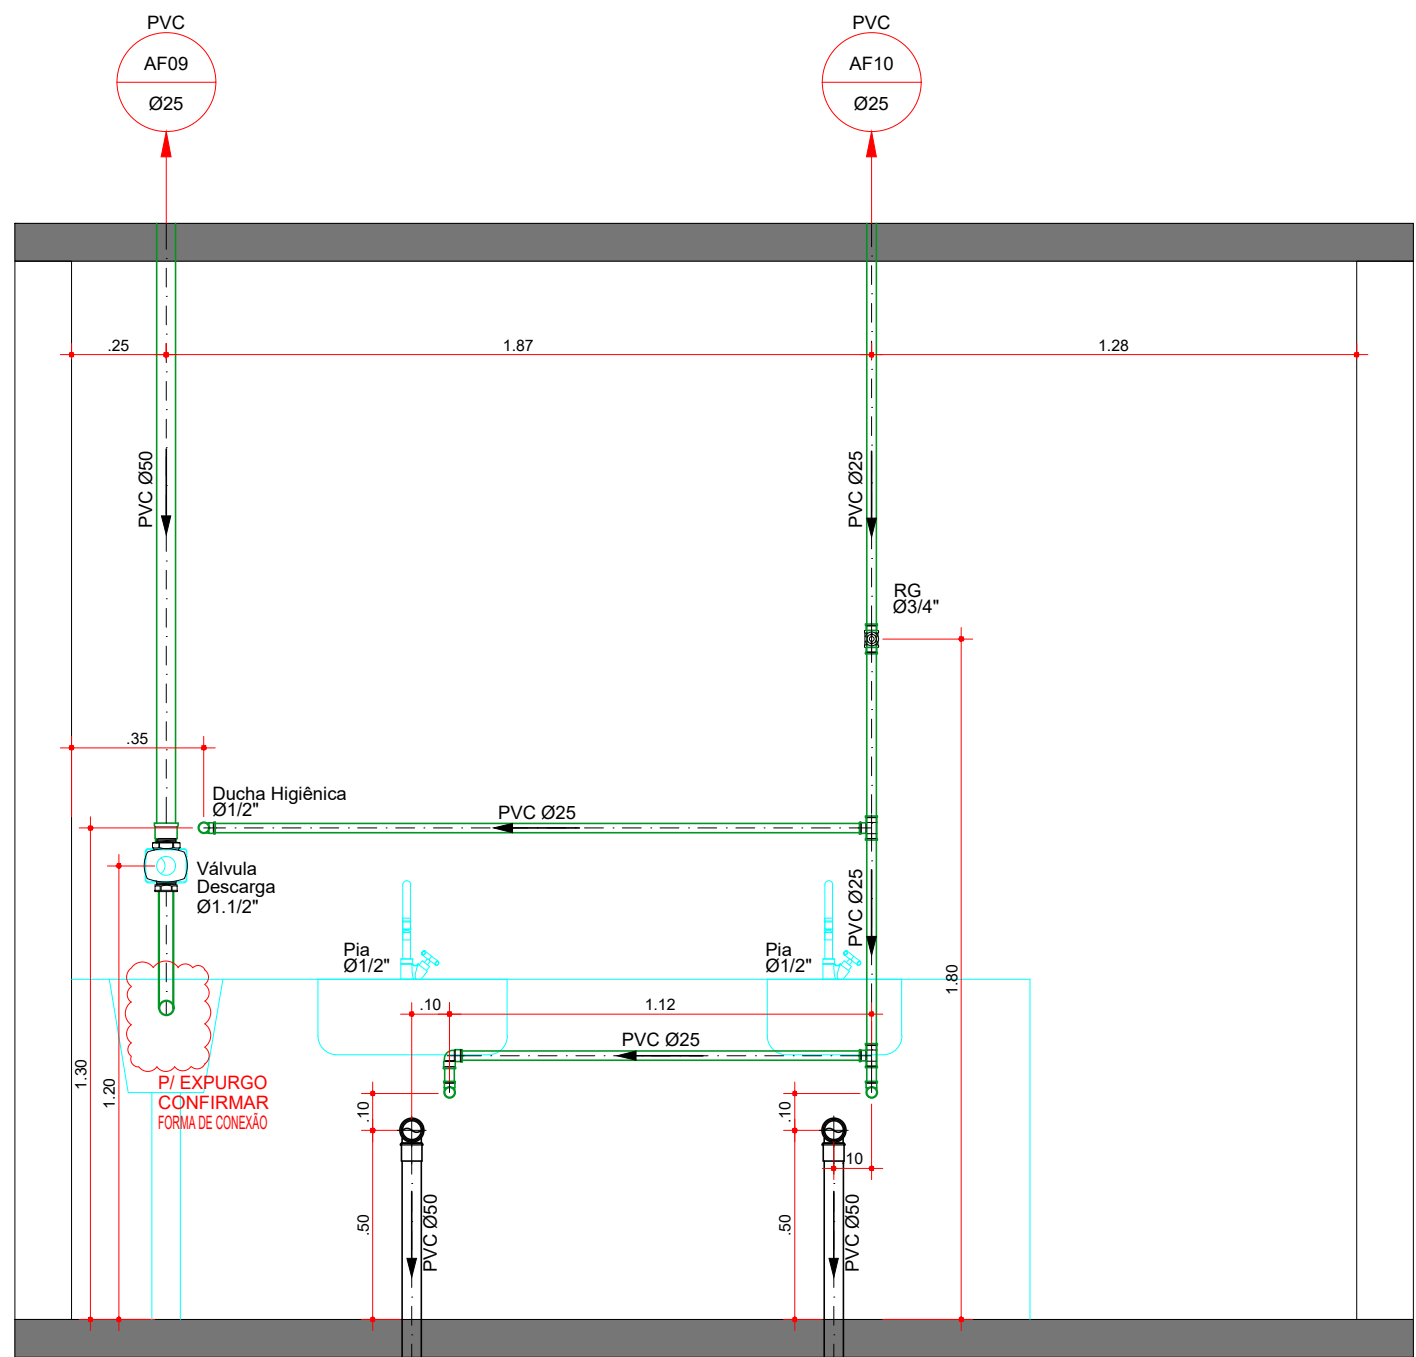 PVC
AF09
Ø25
PVC
AF10
Ø25
.25
1.87
1.28
PVC Ø50
PVC Ø25
RG
Ø3/4"
.35
Ducha Higiênica
Ø1/2"
PVC Ø25
Válvula
Descarga
Ø1.1/2"
Pia
Ø1/2"
Pia
Ø1/2"
PVC Ø25
1.80
.10
1.12
PVC Ø25
1.30
1.20
P/ EXPURGO
CONFIRMAR
FORMA DE CONEXÃO
.10
.10
.10
.50
PVC Ø50
.50
PVC Ø50